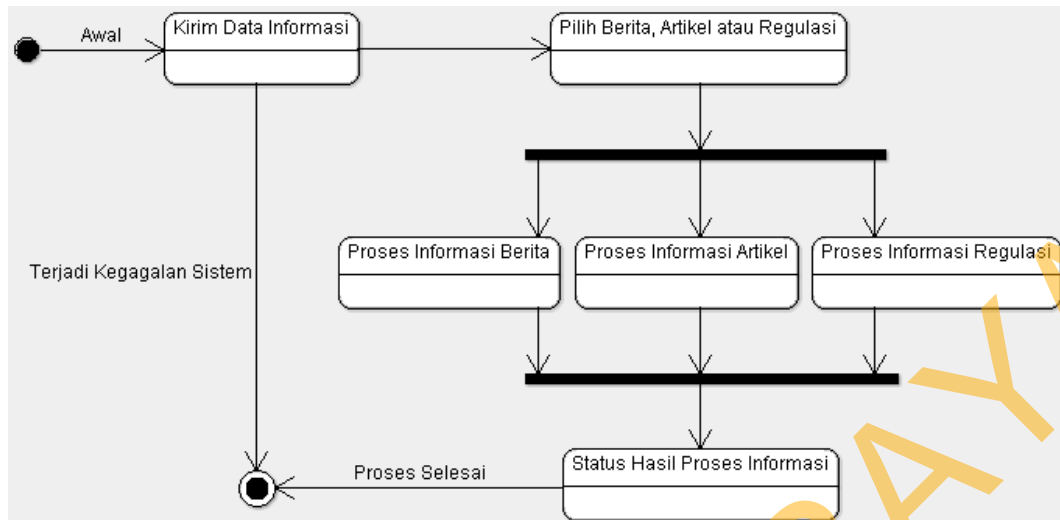 Awal
Kirim Data Informasi
Pilih Berita, Artikel atau Regulasi
Proses Informasi Berita
Proses Informasi Artikel
Proses Informasi Regulasi
Terjadi Kegagalan Sistem
Status Hasil Proses Informasi
Proses Selesai